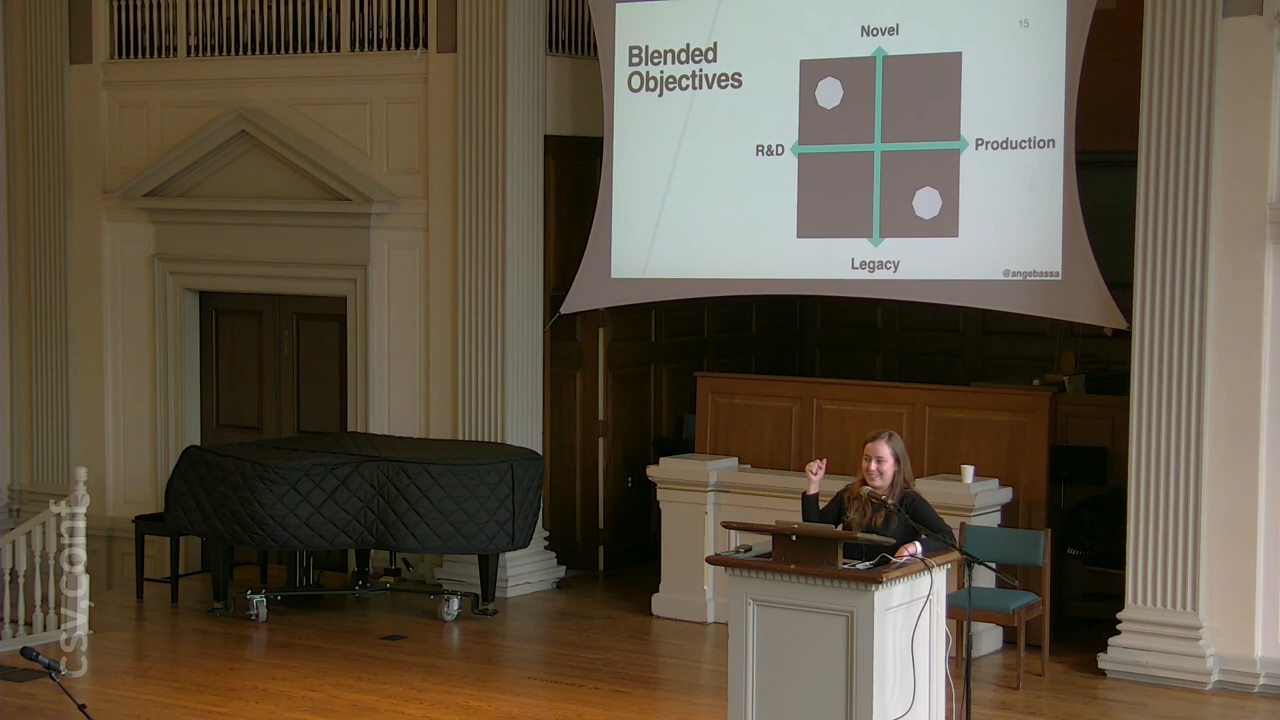 Novel
15
Blended
Objectives
R&D
Production
Legacy
@angebassa
csv,conf